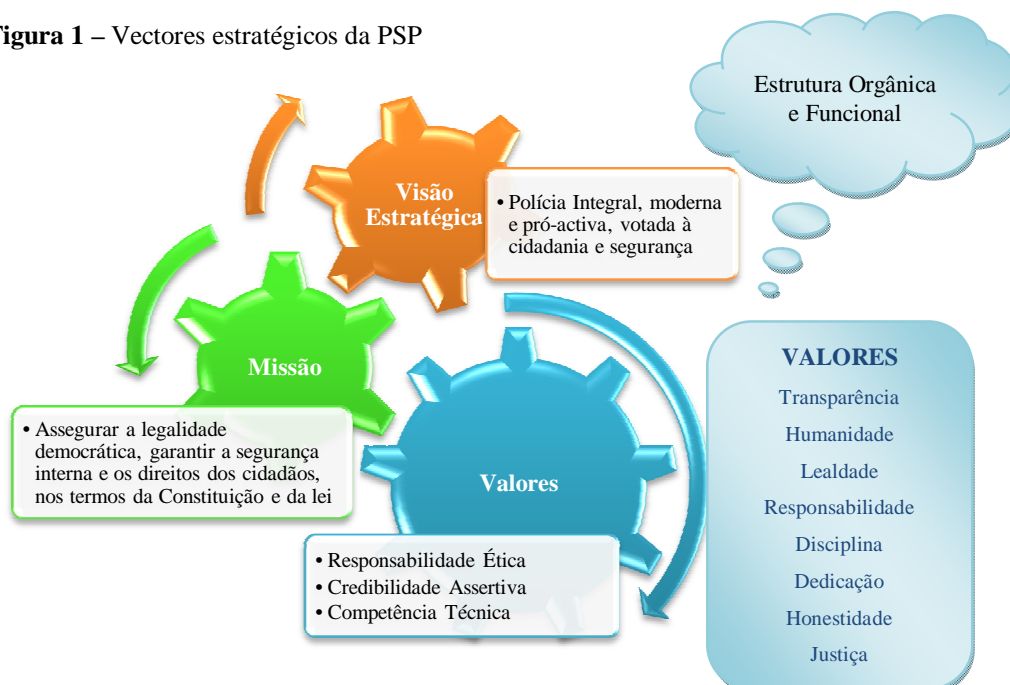 Figura 1 – Vectores estratégicos da PSP
Estrutura Orgânica
e Funcional
Visão
Estratégica
• Polícia Integral, moderna
e pró-activa, votada à
cidadania e segurança
Missão
• Assegurar a legalidade
democrática, garantir a segurança
interna e os direitos dos cidadãos,
nos termos da Constituição e da lei
Valores
• Responsabilidade Ética
• Credibilidade Assertiva
• Competência Técnica
VALORES
Transparência
Humanidade
Lealdade
Responsabilidade
Disciplina
Dedicação
Honestidade
Justiça